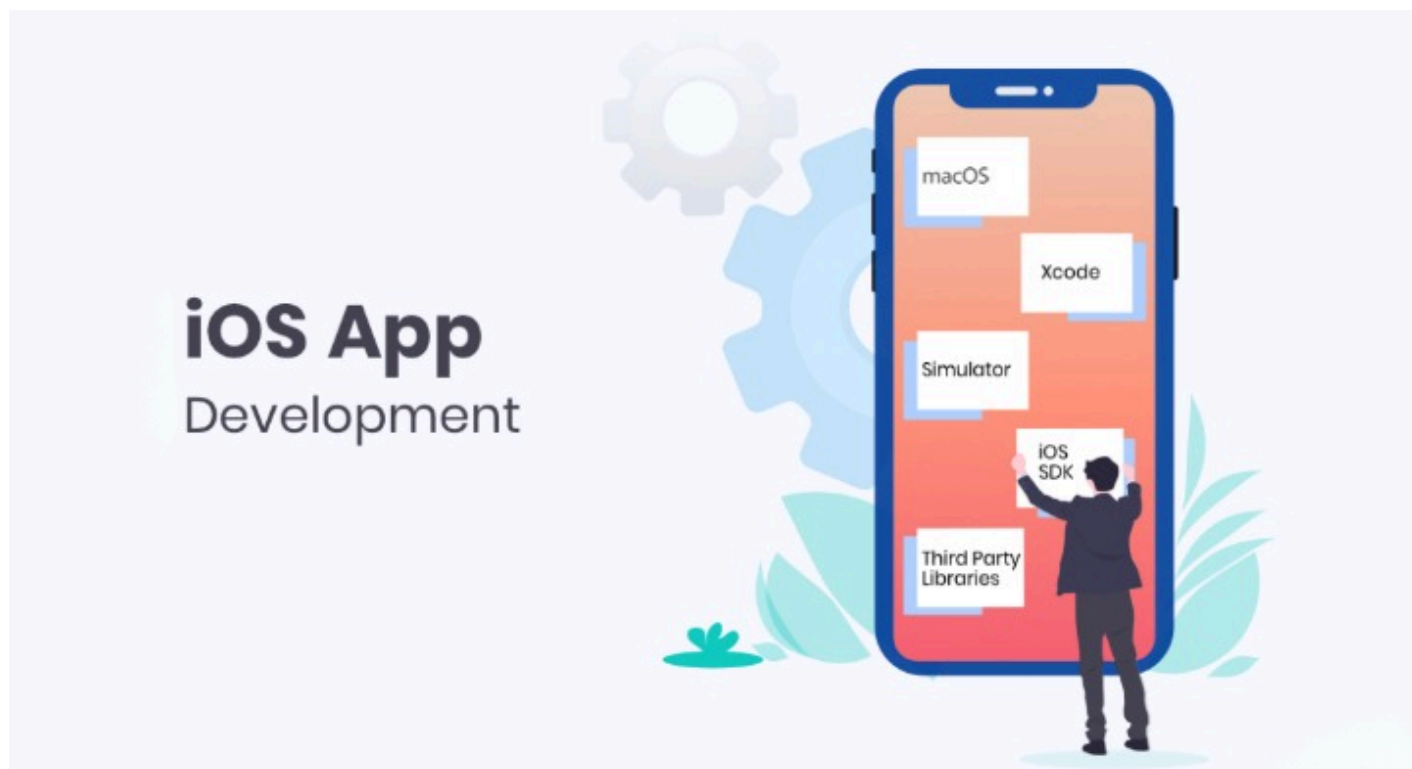 iOS App
Development
macOS
Xcode
Simulator
iOS
SDK
Third Party
Libraries